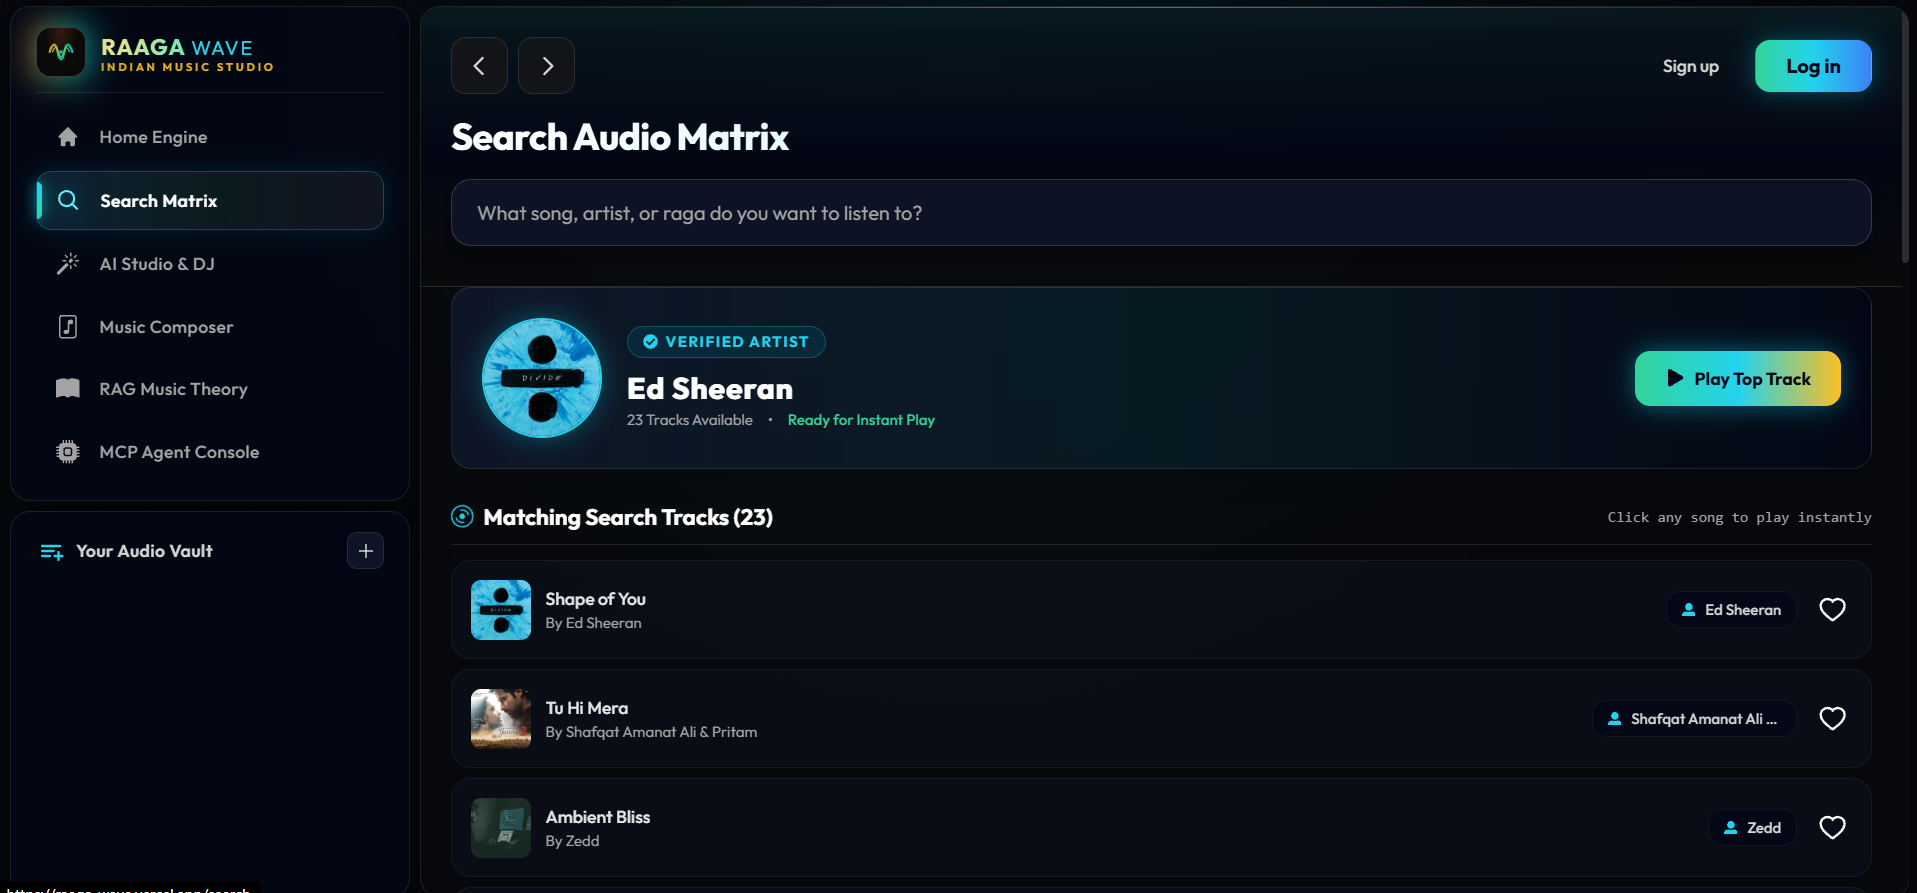 RAAGA WAVE
INDIAN MUSIC STUDIO
Home Engine
Search Matrix
AI Studio & DJ
Music Composer
RAG Music Theory
MCP Agent Console
Your Audio Vault
Sign up
Log in
Search Audio Matrix
What song, artist, or raga do you want to listen to?
DIVIDE
VERIFIED ARTIST
Ed Sheeran
23 Tracks Available • Ready for Instant Play
Play Top Track
Matching Search Tracks (23)
Click any song to play instantly
Shape of You
By Ed Sheeran
Ed Sheeran
Tu Hi Mera
By Shafqat Amanat Ali & Pritam
Shafqat Amanat Ali ...
Ambient Bliss
By Zedd
Zedd